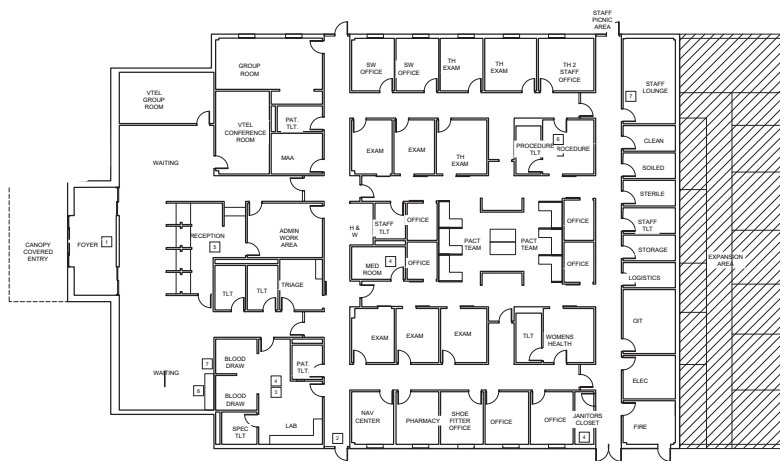 STAFF
PICNIC
AREA
GROUP
ROOM
SW
OFFICE
SW
OFFICE
TH
EXAM
TH
EXAM
TH 2
STAFF
OFFICE
STAFF
LOUNGE
7
VTEL
GROUP
ROOM
VTEL
CONFERENCE
ROOM
PAT.
TLT.
MAA
EXAM
EXAM
TH
EXAM
PROCEDURE
TLT
6
PROCEDURE
CLEAN
SOILED
STERILE
STAFF
TLT
STORAGE
LOGISTICS
WAITING
CANOPY
COVERED
ENTRY
FOYER
1
RECEPTION
5
ADMIN
WORK
AREA
H &
W
STAFF
TLT
OFFICE
OFFICE
MED
ROOM
4
PACT
TEAM
PACT
TEAM
OFFICE
OFFICE
EXPANSION
AREA
TLT
TLT
TRIAGE
EXAM
EXAM
EXAM
TLT
WOMENS
HEALTH
OIT
ELEC
FIRE
WAITING
7
8
BLOOD
DRAW
BLOOD
DRAW
4
3
PAT.
TLT.
SPEC
TLT
LAB
2
NAV
CENTER
PHARMACY
SHOE
FITTER
OFFICE
OFFICE
OFFICE
JANITORS
CLOSET
4